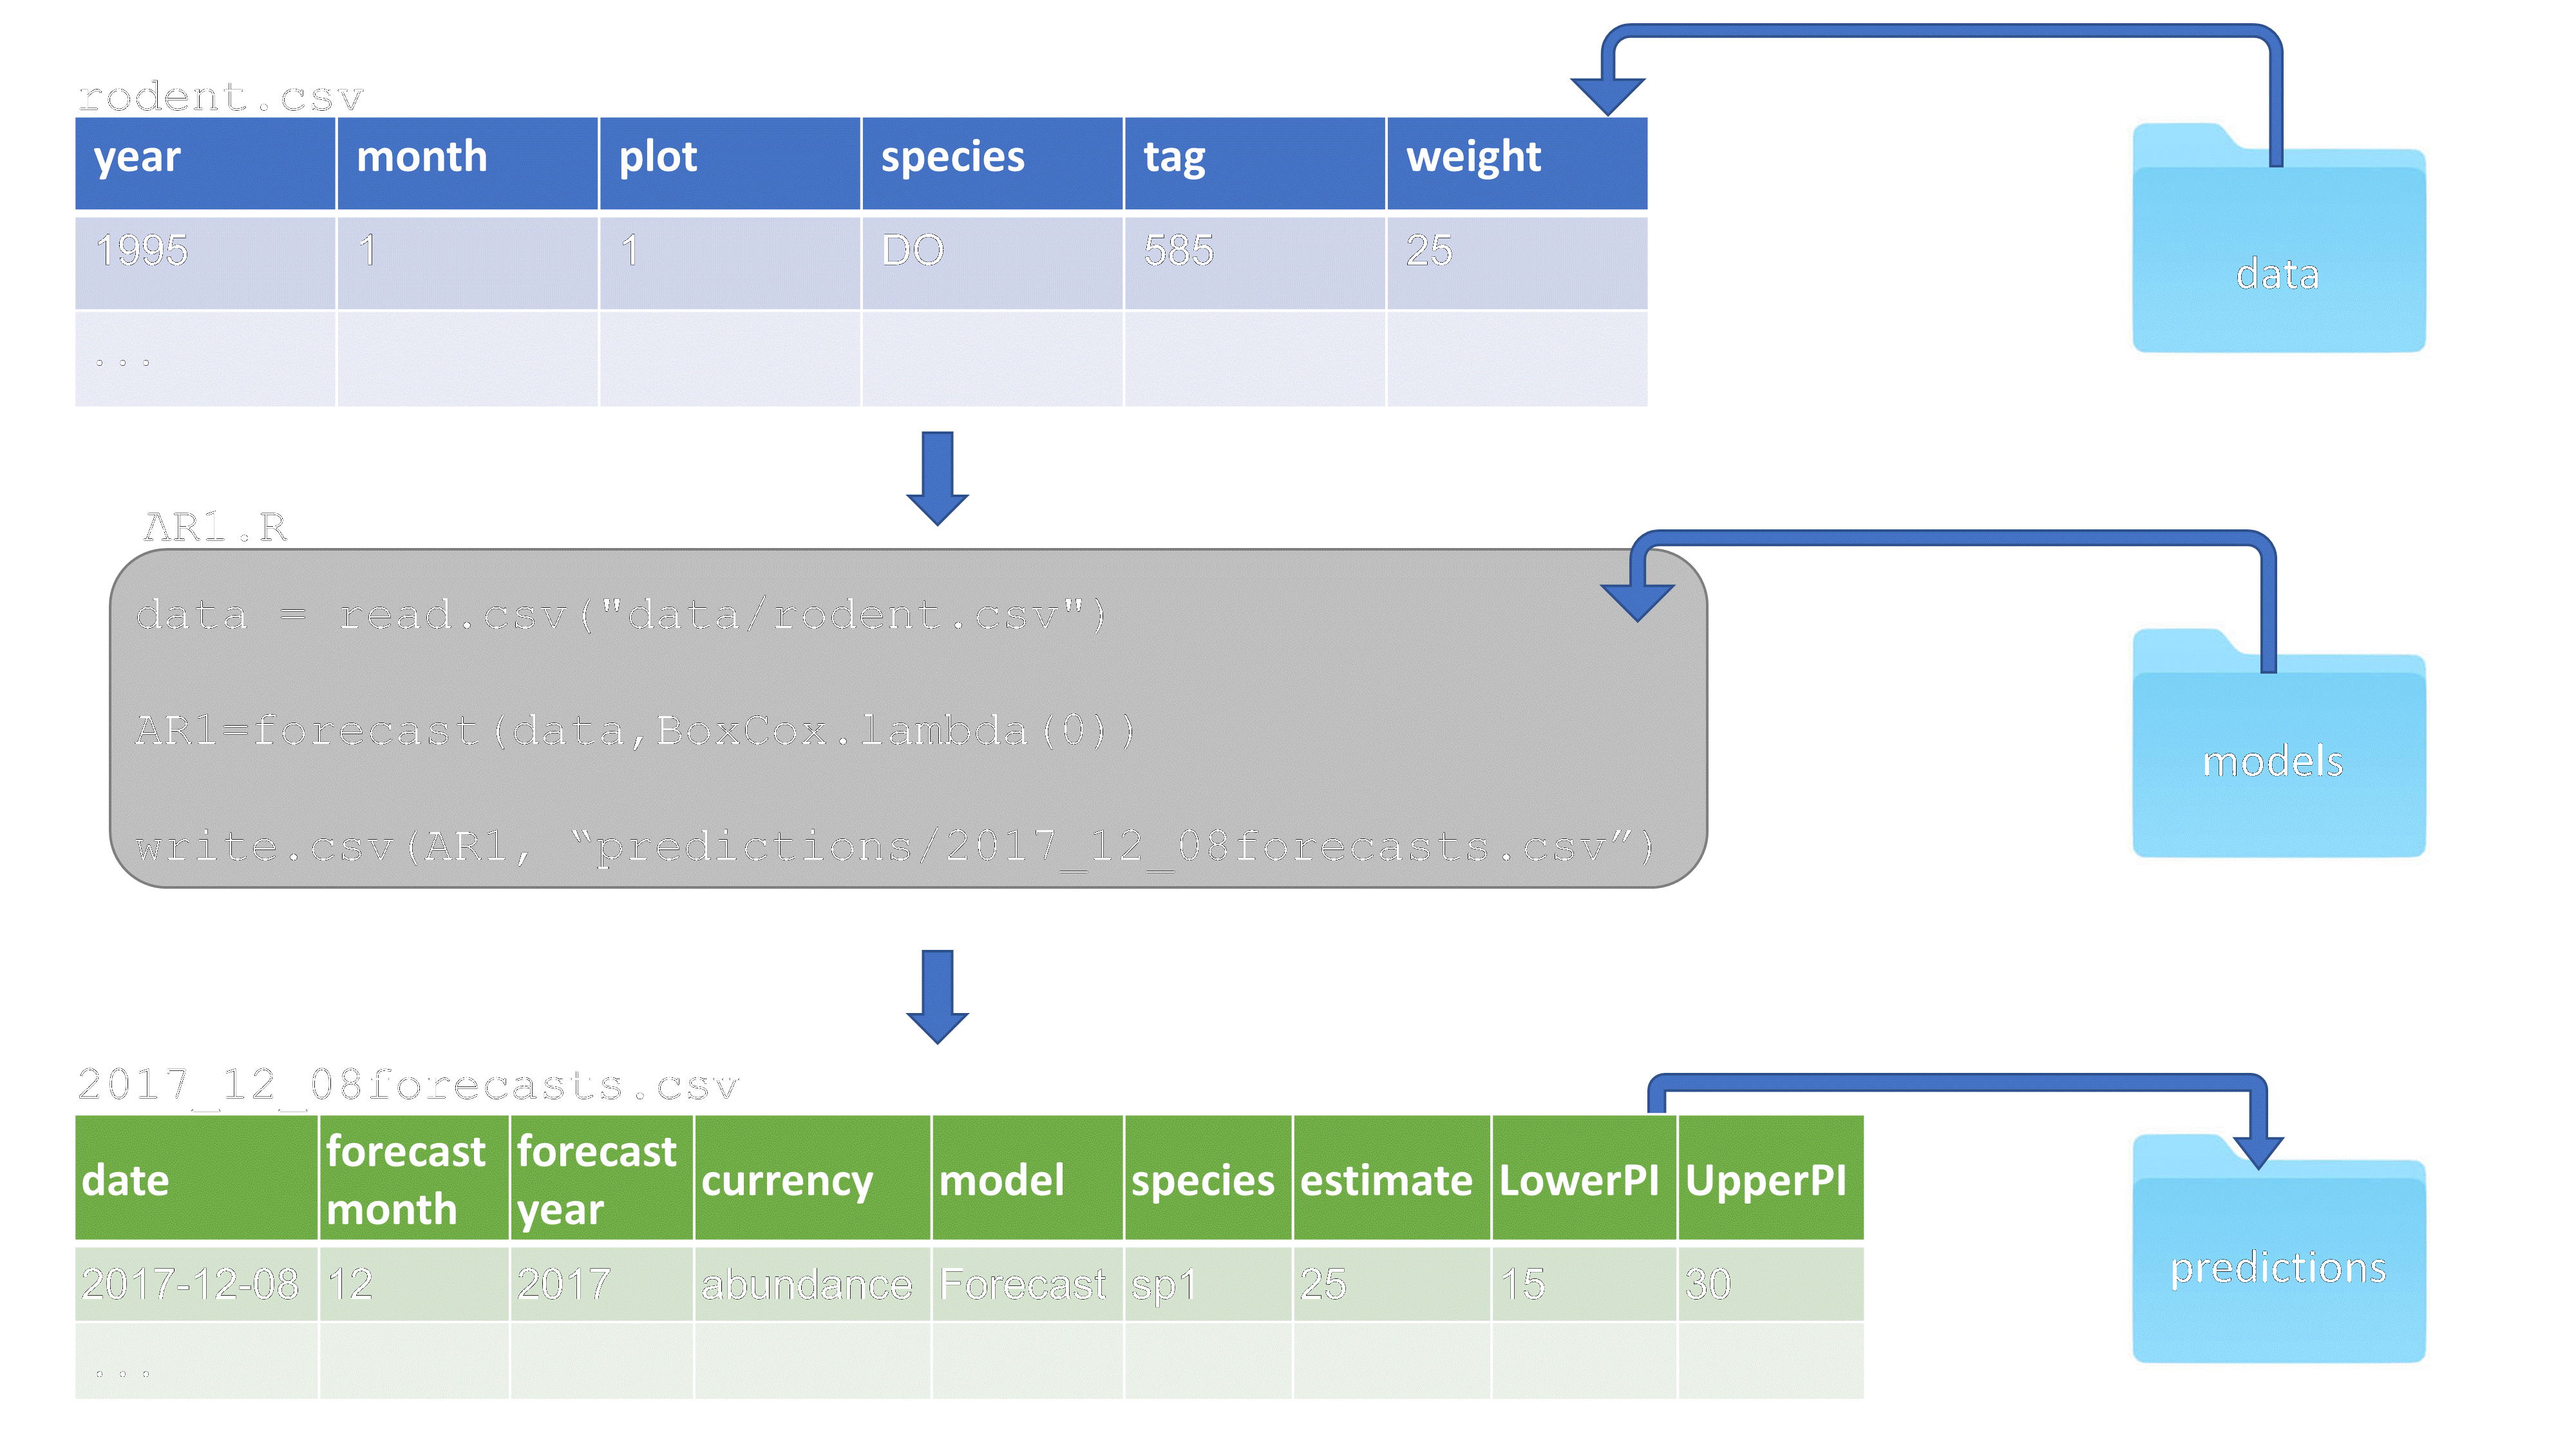 rodent.csv
year month plot species tag weight
1995 1 1 DO 585 25
...
data
AR1.R
data = read.csv("data/rodent.csv")
AR1=forecast(data,BoxCox.lambda(0))
write.csv(AR1, “predictions/2017_12_08forecasts.csv”)
models
2017_12_08forecasts.csv
date forecast month forecast year currency model species estimate LowerPI UpperPI
2017-12-08 12 2017 abundance Forecast sp1 25 15 30
...
predictions